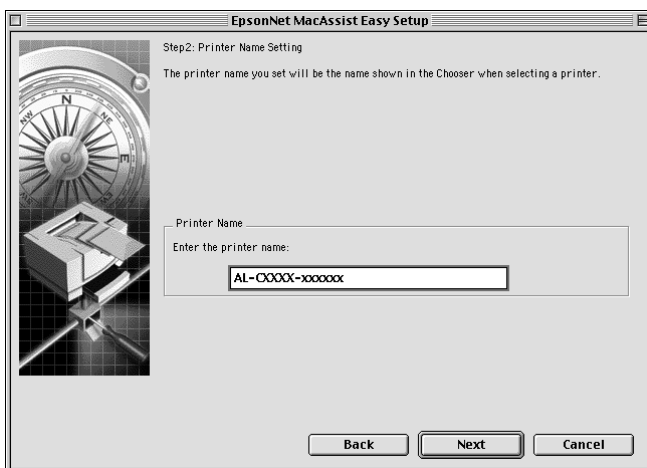 EpsonNet MacAssist Easy Setup
Step2: Printer Name Setting
The printer name you set will be the name shown in the Chooser when selecting a printer.
N
NE
E
Printer Name
Enter the printer name:
AL-CXXXX-xxxxxx
Back
Next
Cancel